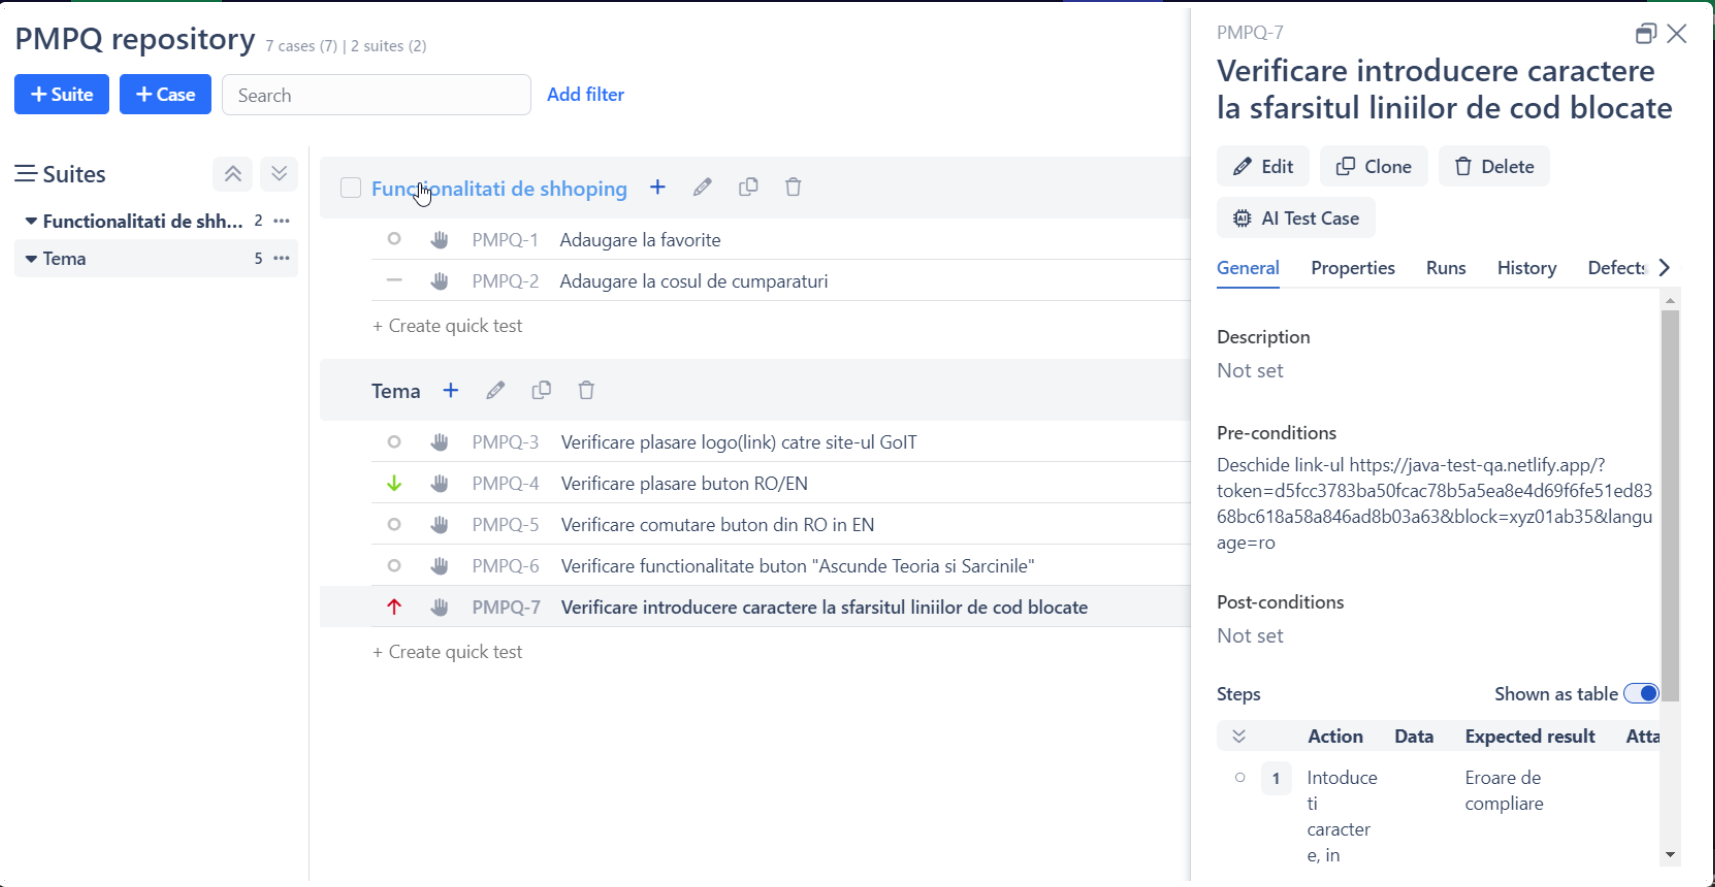 PMPQ repository 7 cases (7) | 2 suites (2)
+ Suite + Case Search Add filter
Suites
Functionalitati de shh... 2 ...
Tema 5 ...
Functionalitati de shhoping +
PMPQ-1 Adaugare la favorite
PMPQ-2 Adaugare la cosul de cumparaturi
+ Create quick test
Tema +
PMPQ-3 Verificare plasare logo(link) catre site-ul GoIT
PMPQ-4 Verificare plasare buton RO/EN
PMPQ-5 Verificare comutare buton din RO in EN
PMPQ-6 Verificare functionalitate buton "Ascunde Teoria si Sarcinile"
PMPQ-7 Verificare introducere caractere la sfarsitul liniilor de cod blocate
+ Create quick test
PMPQ-7
Verificare introducere caractere
la sfarsitul liniilor de cod blocate
Edit Clone Delete
AI Test Case
General Properties Runs History Defects
Description
Not set
Pre-conditions
Deschide link-ul https://java-test-qa.netlify.app/?
token=d5fcc3783ba50fcac78b5a5ea8e4d69f6fe51ed83
68bc618a58a846ad8b03a63&block=xyz01ab35&langu
age=ro
Post-conditions
Not set
Steps Shown as table
Action Data Expected result Atta
1 Intoduce Eroare de
ti compliare
caracter
e, in